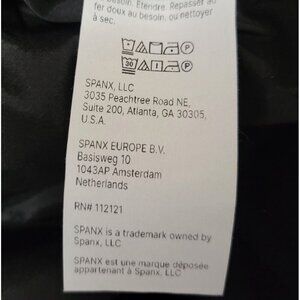 besoin. Étendre. Repasser au
fer doux au besoin, ou nettoyer
à sec.
30
SPANX, LLC
3035 Peachtree Road NE,
Suite 200, Atlanta, GA 30305,
U.S.A.
SPANX EUROPE B.V.
Basisweg 10
1043AP Amsterdam
Netherlands
RN# 112121
SPANX is a trademark owned by
Spanx, LLC
SPANX est une marque déposée
appartenant à Spanx, LLC